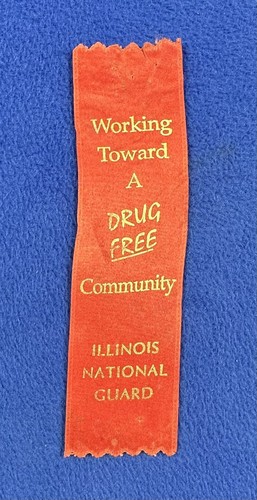 Working
Toward
A
DRUG
FREE
Community
ILLINOIS
NATIONAL
GUARD